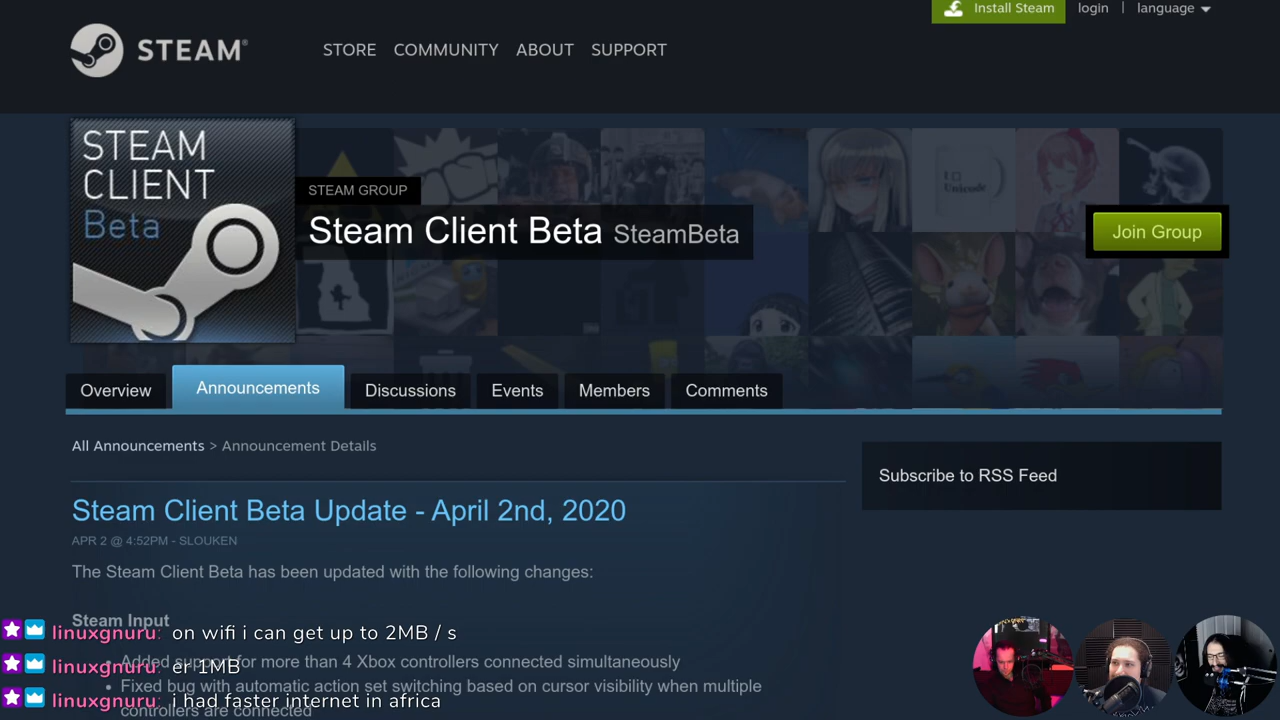 Install Steam
login | language
STEAM®
STORE COMMUNITY ABOUT SUPPORT
STEAM
CLIENT
Beta
STEAM GROUP
Steam Client Beta SteamBeta
Unicode
Join Group
Overview Announcements Discussions Events Members Comments
All Announcements > Announcement Details
Subscribe to RSS Feed
Steam Client Beta Update - April 2nd, 2020
APR 2 @ 4:52PM - SLOUKEN
The Steam Client Beta has been updated with the following changes:
Steam Input
linuxgnuru: on wifi i can get up to 2MB / s
• Added support for more than 4 Xbox controllers connected simultaneously
linuxgnuru: er 1MB
• Fixed bug with automatic action set switching based on cursor visibility when multiple
controllers are connected
linuxgnuru: i had faster internet in africa